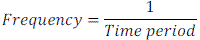 Frequency = 1 / Time period